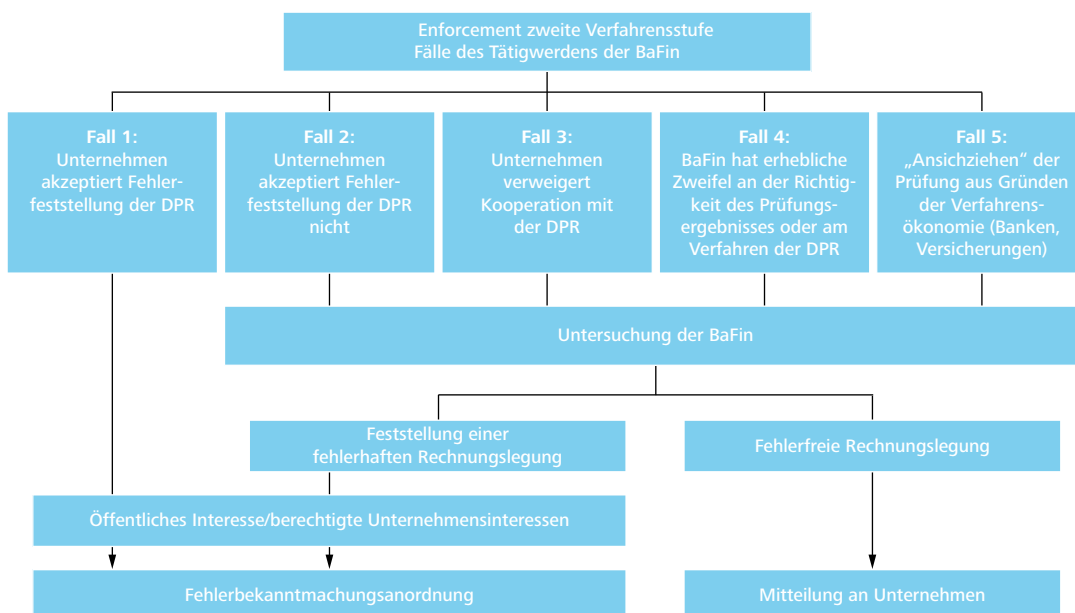 Enforcement zweite Verfahrensstufe
Fälle des Tätigwerdens der BaFin
Fall 1:
Unternehmen
akzeptiert Fehler-
feststellung der DPR
Fall 2:
Unternehmen
akzeptiert Fehler-
feststellung der DPR
nicht
Fall 3:
Unternehmen
verweigert
Kooperation mit
der DPR
Fall 4:
BaFin hat erhebliche
Zweifel an der Richtig-
keit des Prüfungs-
ergebnisses oder am
Verfahren der DPR
Fall 5:
„Ansichziehen" der
Prüfung aus Gründen
der Verfahrens-
ökonomie (Banken,
Versicherungen)
Untersuchung der BaFin
Feststellung einer
fehlerhaften Rechnungslegung
Fehlerfreie Rechnungslegung
Öffentliches Interesse/berechtigte Unternehmensinteressen
Fehlerbekanntmachungsanordnung
Mitteilung an Unternehmen